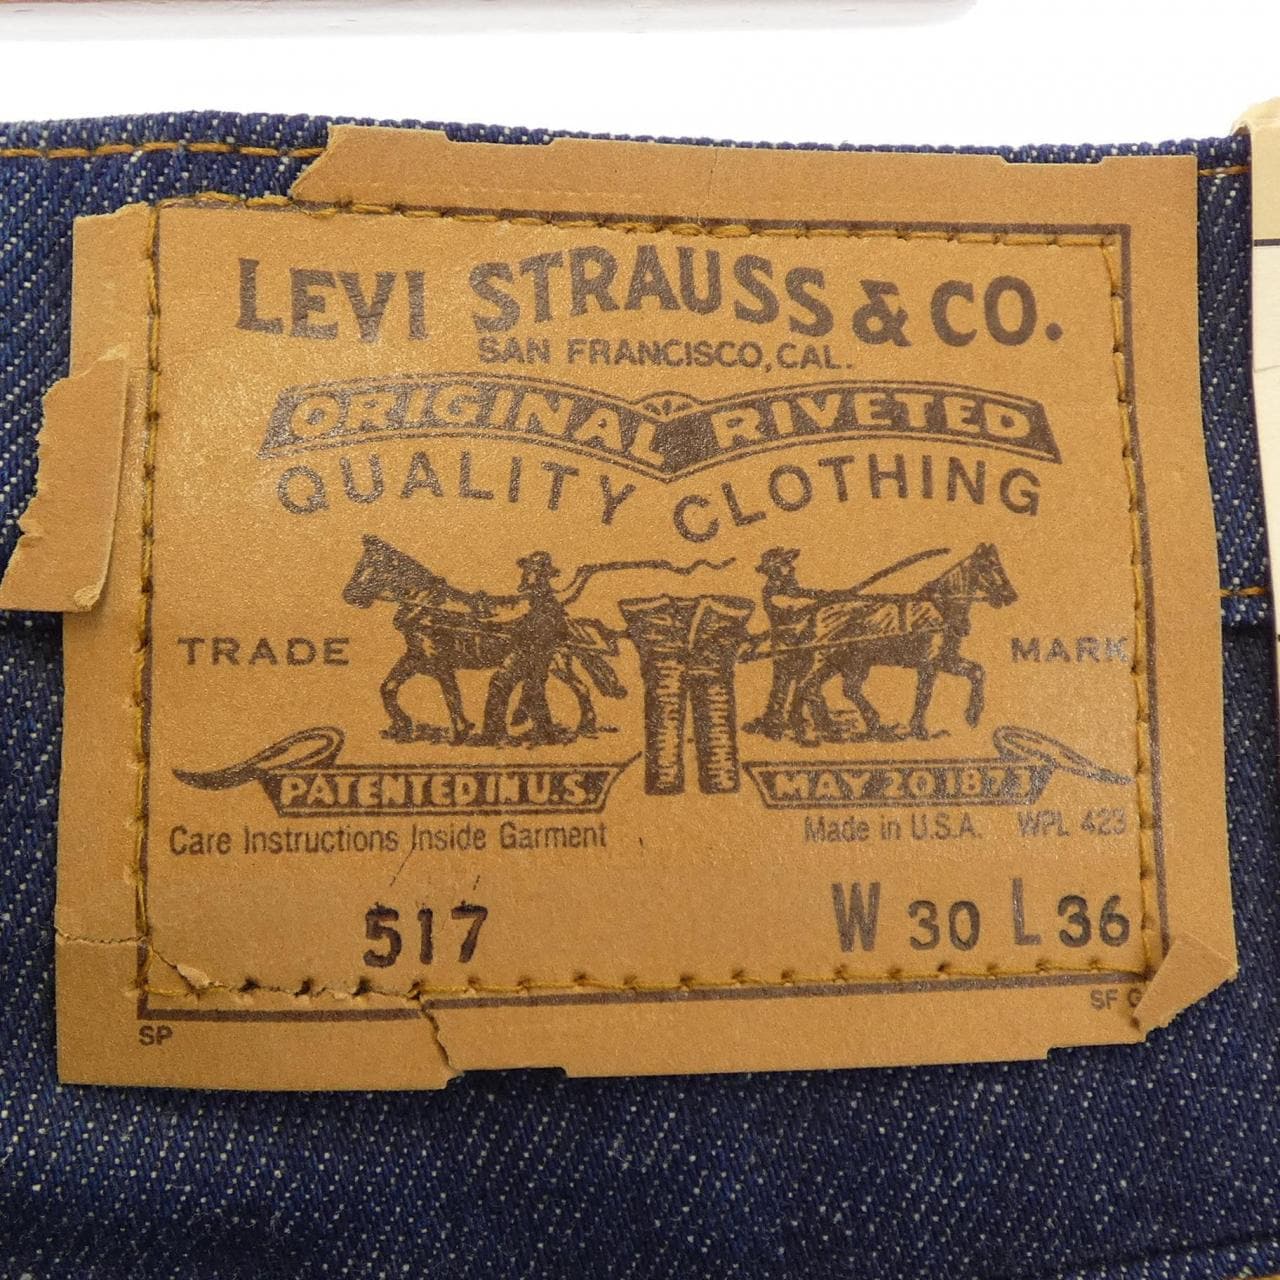 LEVI STRAUSS & CO.
SAN FRANCISCO, CAL.
ORIGINAL RIVETED
QUALITY CLOTHING
TRADE MARK
PATENTED IN U.S. MAY 20 1873
Care Instructions Inside Garment Made in U.S.A. WPL 423
517 W 30 L 36
SP SF